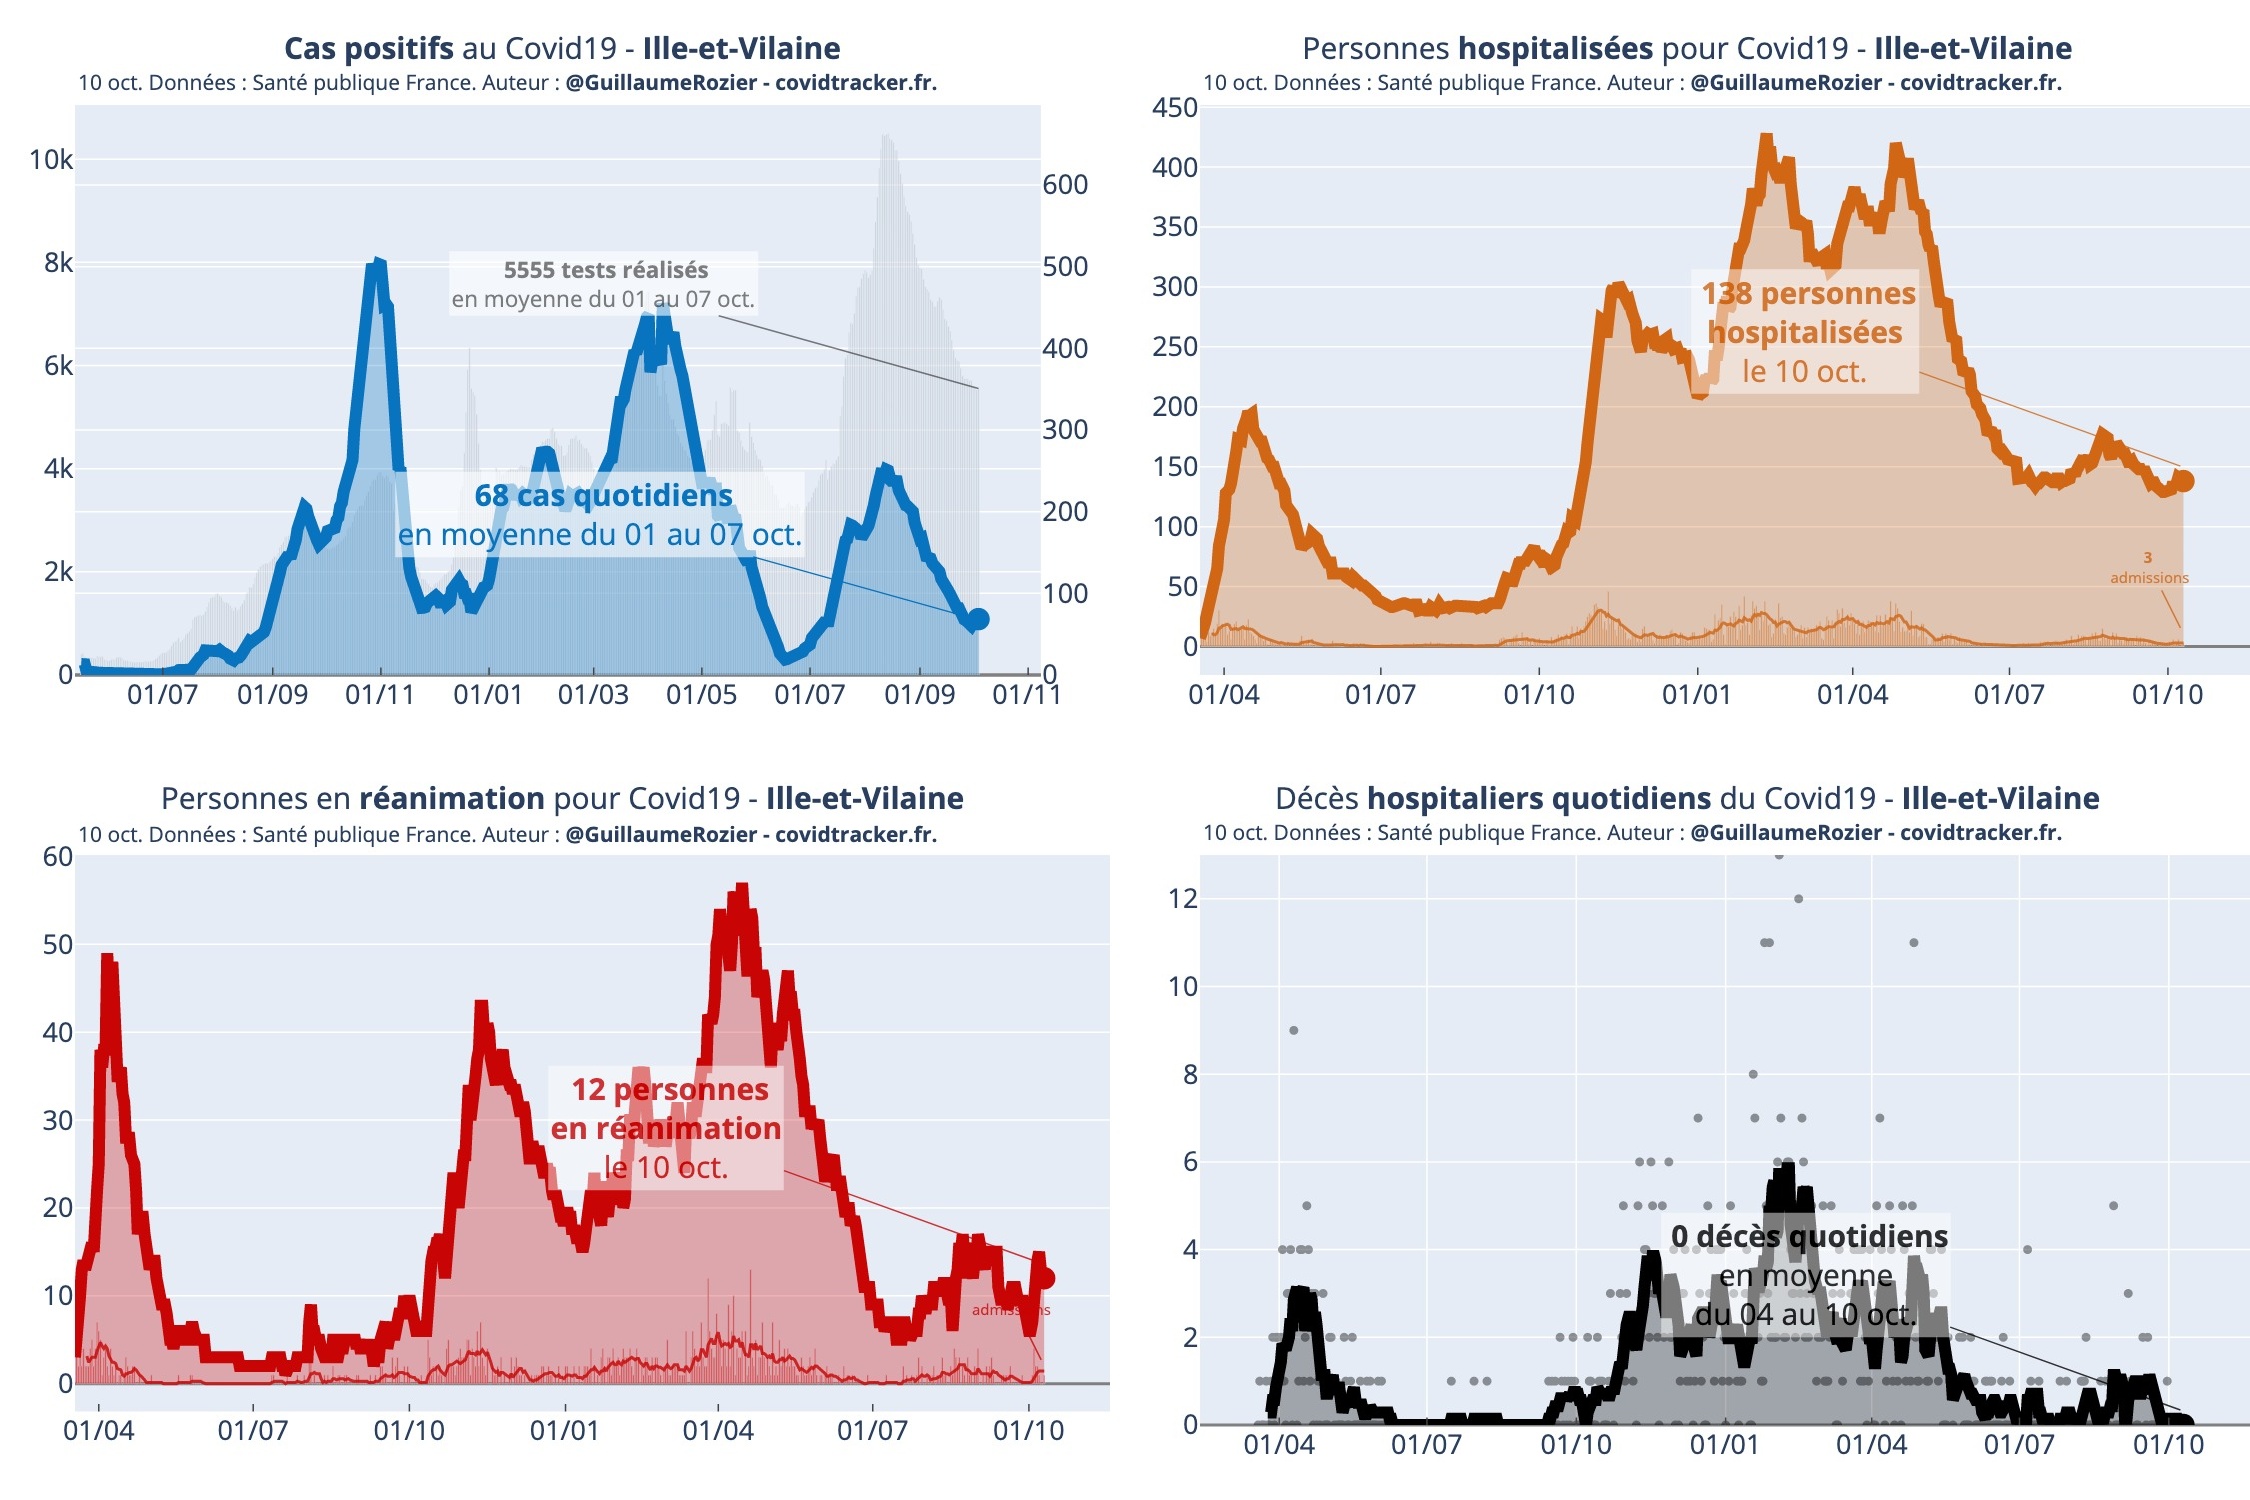 Cas positifs au Covid19 - Ille-et-Vilaine
10 oct. Données : Santé publique France. Auteur : @GuillaumeRozier - covidtracker.fr.
10k
8k
6k
4k
2k
0
600
500
400
300
200
100
0
5555 tests réalisés
en moyenne du 01 au 07 oct.
68 cas quotidiens
en moyenne du 01 au 07 oct.
01/07 01/09 01/11 01/01 01/03 01/05 01/07 01/09 01/11
Personnes hospitalisées pour Covid19 - Ille-et-Vilaine
10 oct. Données : Santé publique France. Auteur : @GuillaumeRozier - covidtracker.fr.
450
400
350
300
250
200
150
100
50
0
138 personnes
hospitalisées
le 10 oct.
3
admissions
01/04 01/07 01/10 01/01 01/04 01/07 01/10
Personnes en réanimation pour Covid19 - Ille-et-Vilaine
10 oct. Données : Santé publique France. Auteur : @GuillaumeRozier - covidtracker.fr.
60
50
40
30
20
10
0
12 personnes
en réanimation
le 10 oct.
admissions
01/04 01/07 01/10 01/01 01/04 01/07 01/10
Décès hospitaliers quotidiens du Covid19 - Ille-et-Vilaine
10 oct. Données : Santé publique France. Auteur : @GuillaumeRozier - covidtracker.fr.
12
10
8
6
4
2
0
0 décès quotidiens
en moyenne
du 04 au 10 oct.
01/04 01/07 01/10 01/01 01/04 01/07 01/10